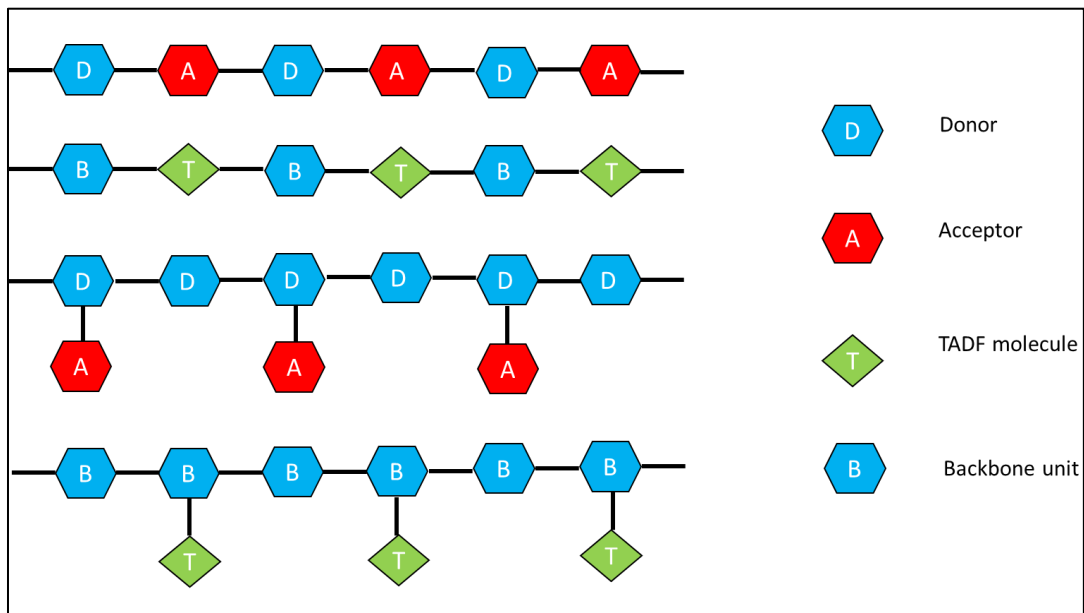 D A D A D A
B T B T B T
D D D D D D
A A A
B B B B B B
T T T
D Donor
A Acceptor
T TADF molecule
B Backbone unit